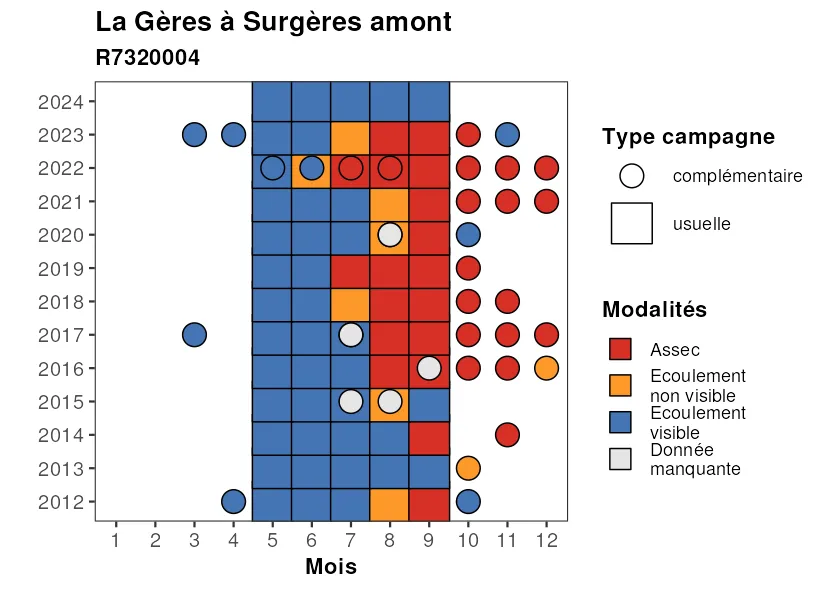 La Gères à Surgères amont
R7320004
2024
2023
2022
2021
2020
2019
2018
2017
2016
2015
2014
2013
2012
1 2 3 4 5 6 7 8 9 10 11 12
Mois
Type campagne
complémentaire
usuelle
Modalités
Assec
Ecoulement
non visible
Ecoulement
visible
Donnée
manquante